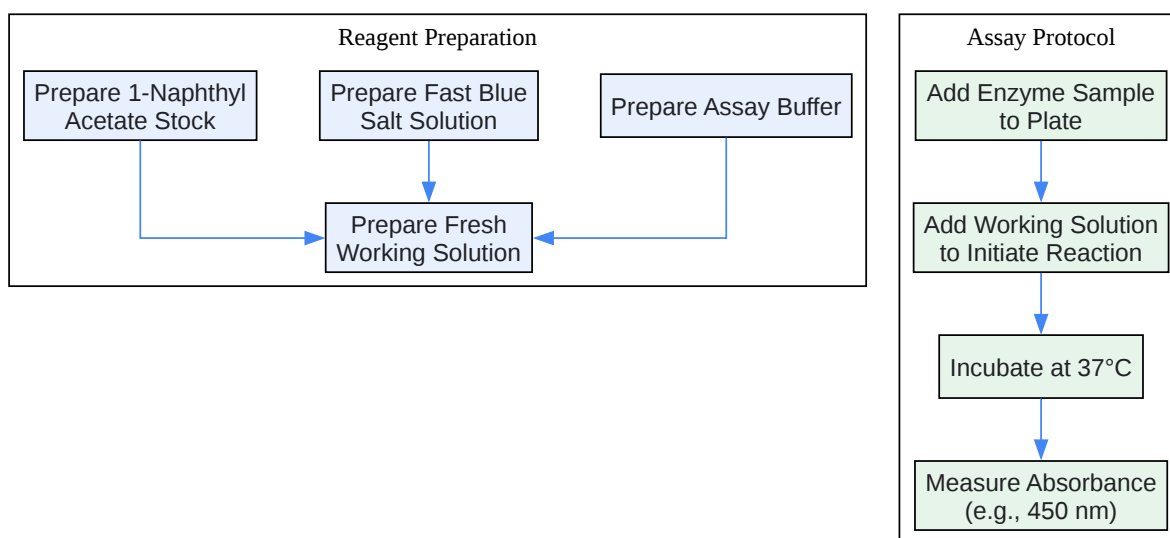 Reagent Preparation
Prepare 1-Naphthyl
Acetate Stock
Prepare Fast Blue
Salt Solution
Prepare Assay Buffer
Prepare Fresh
Working Solution
Assay Protocol
Add Enzyme Sample
to Plate
Add Working Solution
to Initiate Reaction
Incubate at 37°C
Measure Absorbance
(e.g., 450 nm)